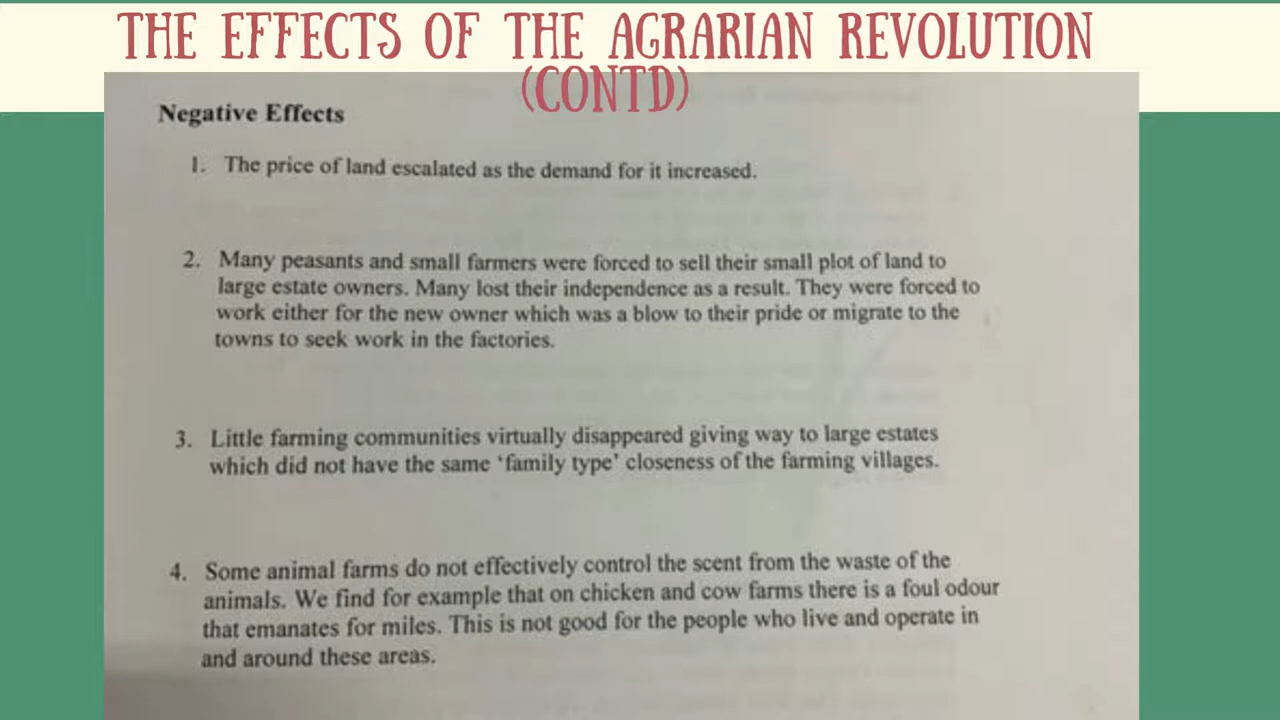 THE EFFECTS OF THE AGRARIAN REVOLUTION
(CONTD)
Negative Effects
1. The price of land escalated as the demand for it increased.
2. Many peasants and small farmers were forced to sell their small plot of land to
large estate owners. Many lost their independence as a result. They were forced to
work either for the new owner which was a blow to their pride or migrate to the
towns to seek work in the factories.
3. Little farming communities virtually disappeared giving way to large estates
which did not have the same ‘family type’ closeness of the farming villages.
4. Some animal farms do not effectively control the scent from the waste of the
animals. We find for example that on chicken and cow farms there is a foul odour
that emanates for miles. This is not good for the people who live and operate in
and around these areas.